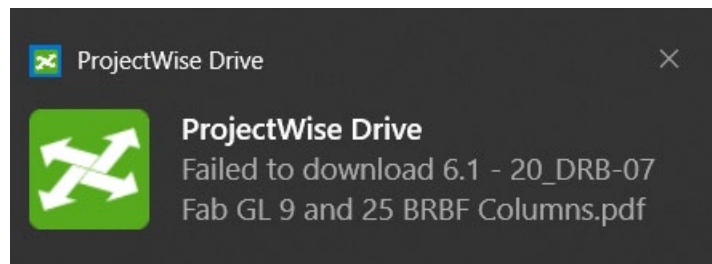 ProjectWise Drive
ProjectWise Drive
Failed to download 6.1 - 20_DRB-07
Fab GL 9 and 25 BRBF Columns.pdf